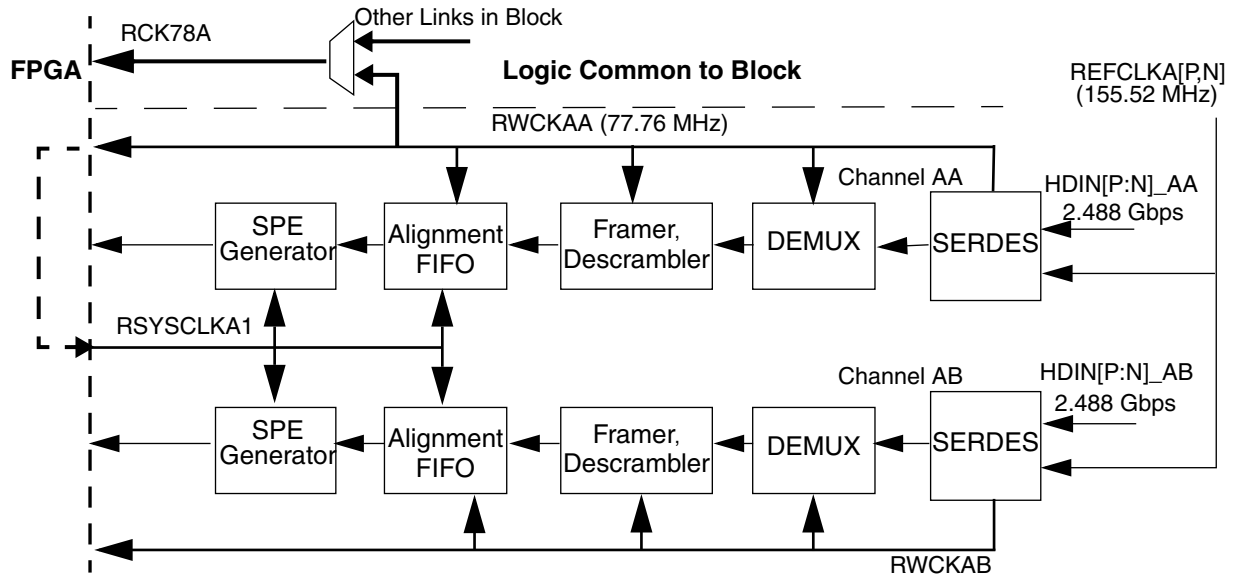 Other Links in Block
RCK78A
FPGA
Logic Common to Block
REFCLKA[P,N]
(155.52 MHz)
RWCKAA (77.76 MHz)
Channel AA
HDIN[P:N]_AA
2.488 Gbps
SPE
Generator
Alignment
FIFO
Framer,
Descrambler
DEMUX
SERDES
RSYSCLKA1
Channel AB
HDIN[P:N]_AB
2.488 Gbps
SPE
Generator
Alignment
FIFO
Framer,
Descrambler
DEMUX
SERDES
RWCKAB